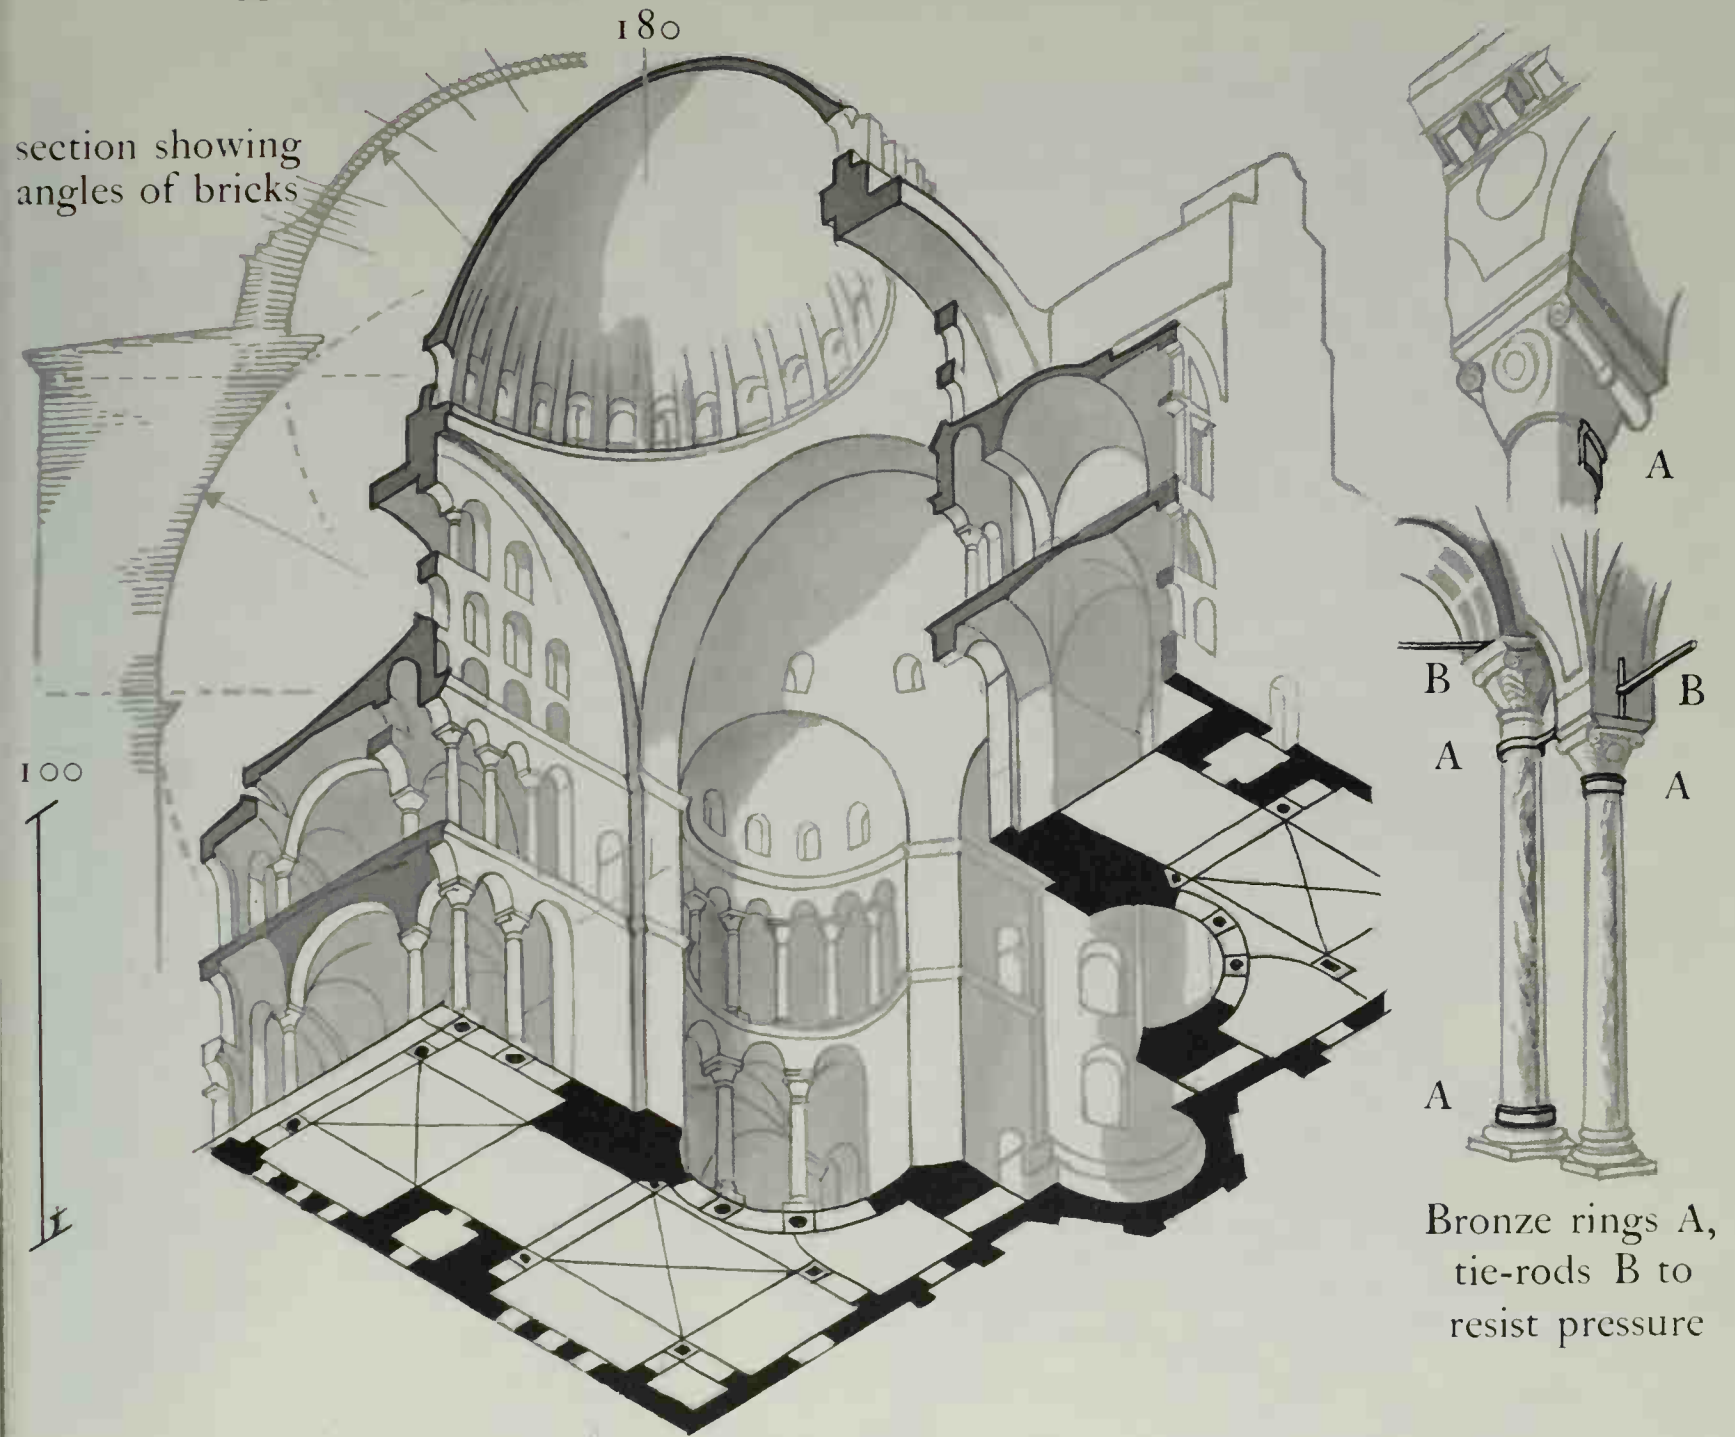 180
section showing
angles of bricks
A
B
B
A
100
A
A
Bronze rings A,
tie-rods B to
resist pressure